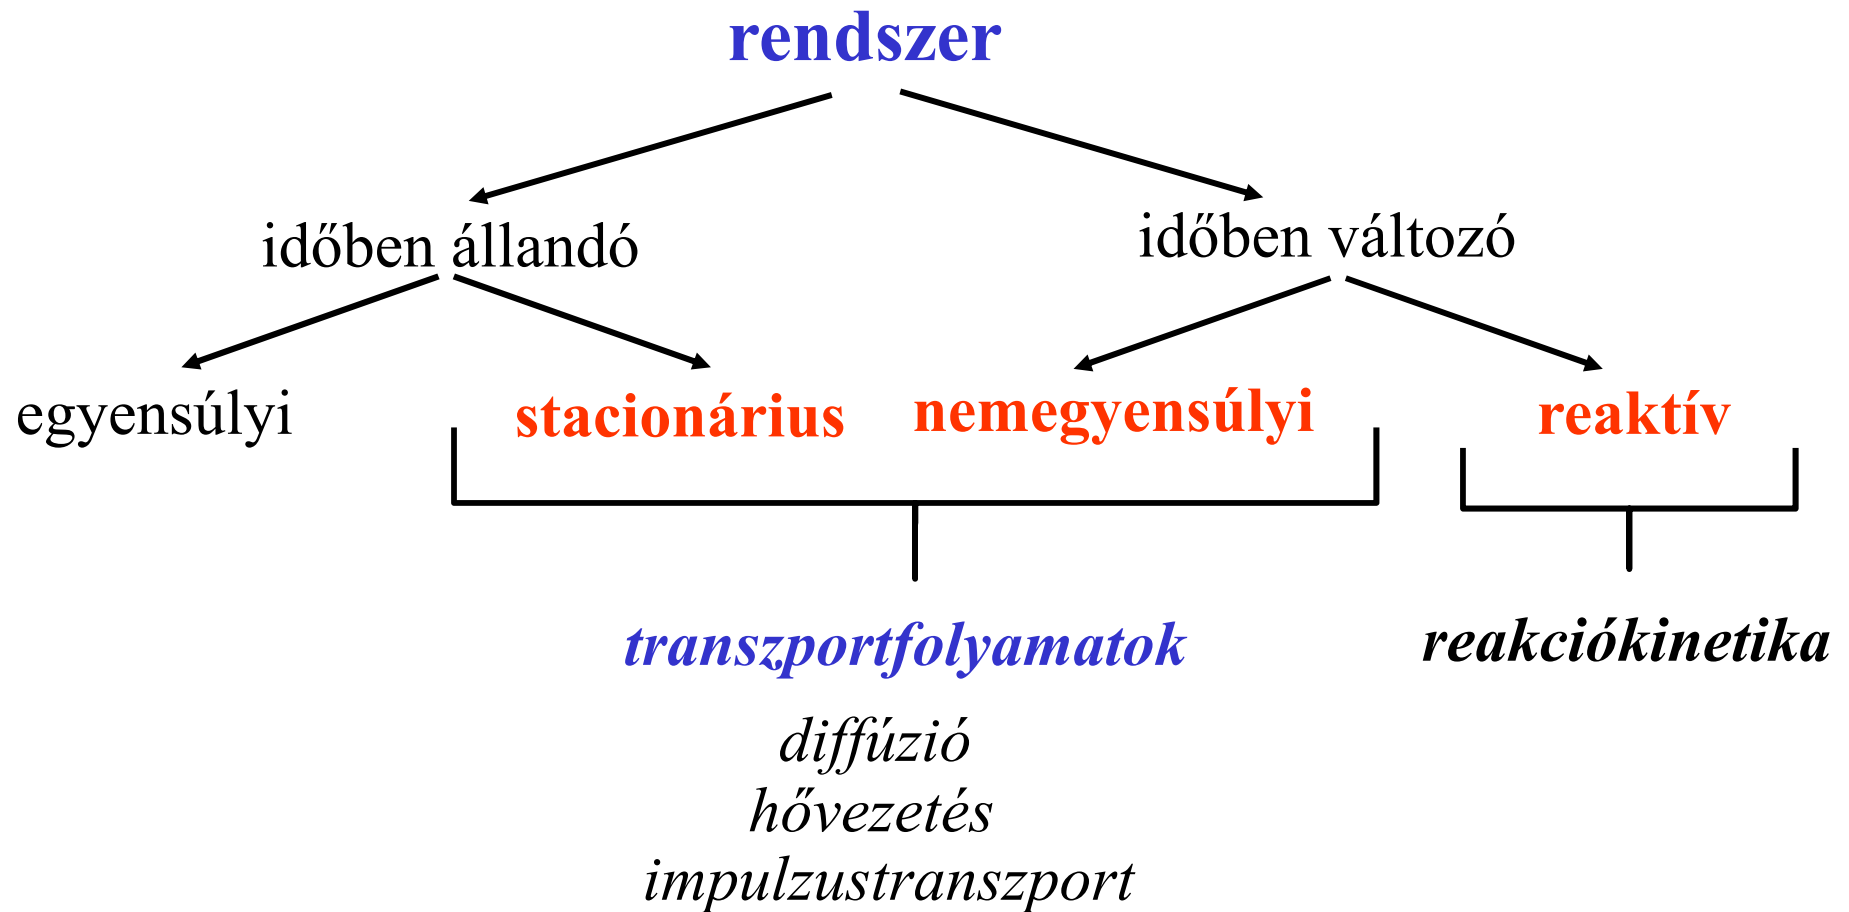 rendszer
időben állandó
időben változó
egyensúlyi
stacionárius
nemegyensúlyi
reaktív
transzportfolyamatok
reakciókinetika
diffúzió
hővezetés
impulzustranszport